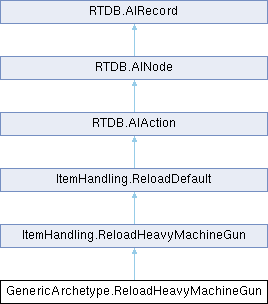 RTDB.AIRecord
RTDB.AINode
RTDB.AIAction
ItemHandling.ReloadDefault
ItemHandling.ReloadHeavyMachineGun
GenericArchetype.ReloadHeavyMachineGun